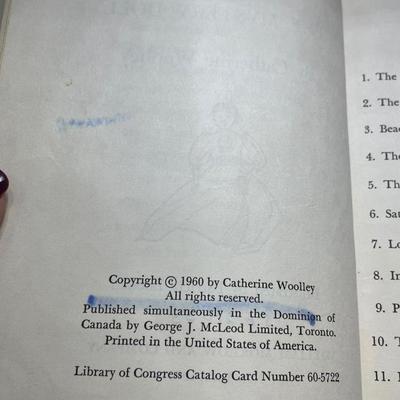 Copyright © 1960 by Catherine Woolley
All rights reserved.
Published simultaneously in the Dominion of
Canada by George J. McLeod Limited, Toronto.
Printed in the United States of America.
Library of Congress Catalog Card Number 60-5722
1. The
2. The
3. Bea
4. The
5. Th
6. Sat
7. Lo
8. In
9. P
10. T
11.